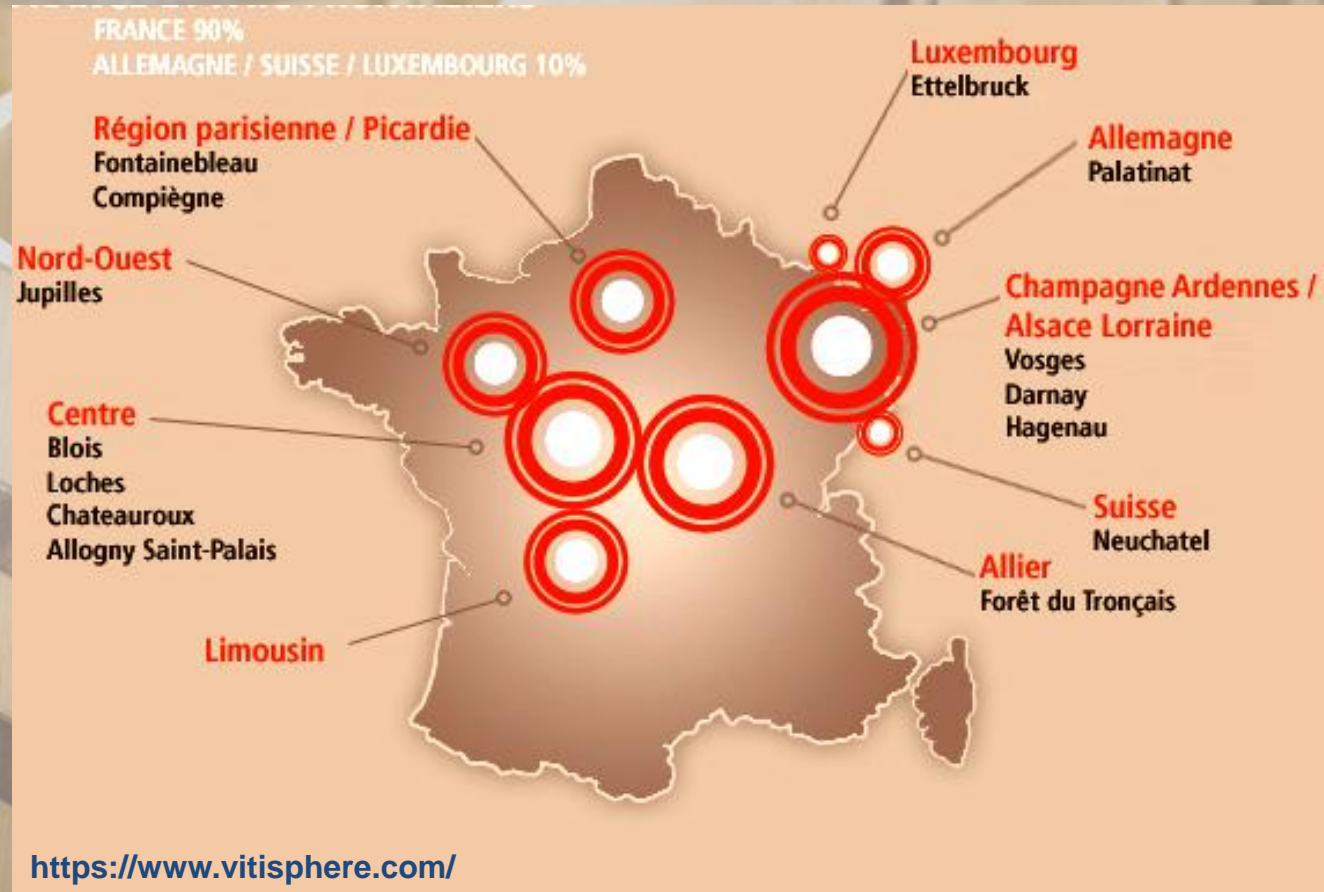 FRANCE 90%
ALLEMAGNE / SUISSE / LUXEMBOURG 10%
Luxembourg
Ettelbruck
Région parisienne / Picardie
Fontainebleau
Compiègne
Allemagne
Palatinat
Nord-Ouest
Jupilles
Champagne Ardennes /
Alsace Lorraine
Vosges
Darnay
Hagenau
Centre
Blois
Loches
Chateauroux
Allogny Saint-Palais
Suisse
Neuchatel
Allier
Forêt du Tronçais
Limousin
https://www.vitisphere.com/